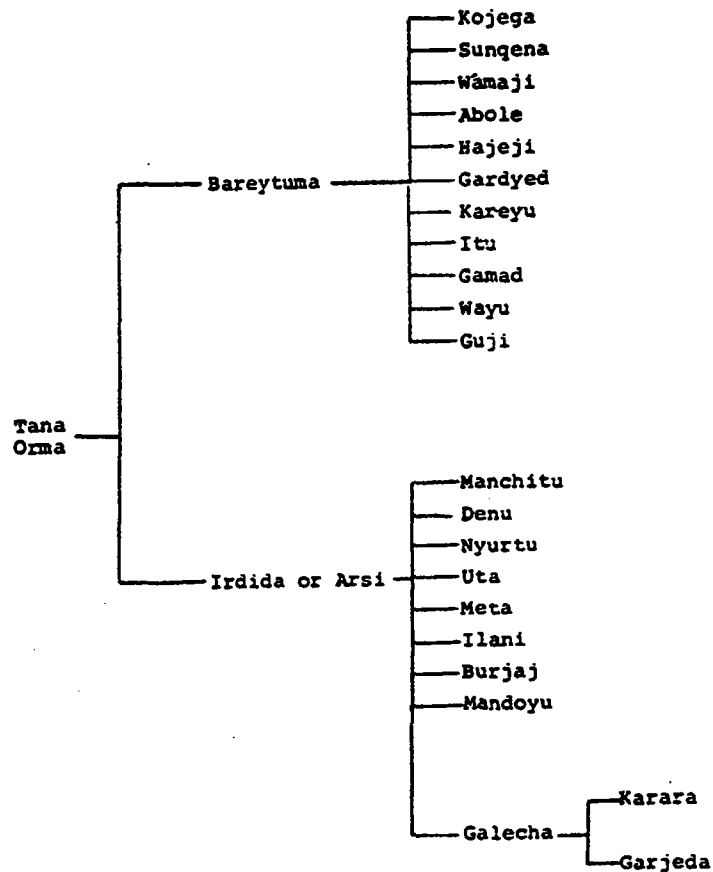 Kojega
Sunqena
Wamaji
Abole
Hajeji
Bareytuma
Gardyed
Kareyu
Itu
Gamad
Wayu
Guji
Tana
Orma
Manchitu
Denu
Nyurtu
Irdida or Arsi
Uta
Meta
Ilani
Burjaj
Mandoyu
Karara
Galecha
Garjeda